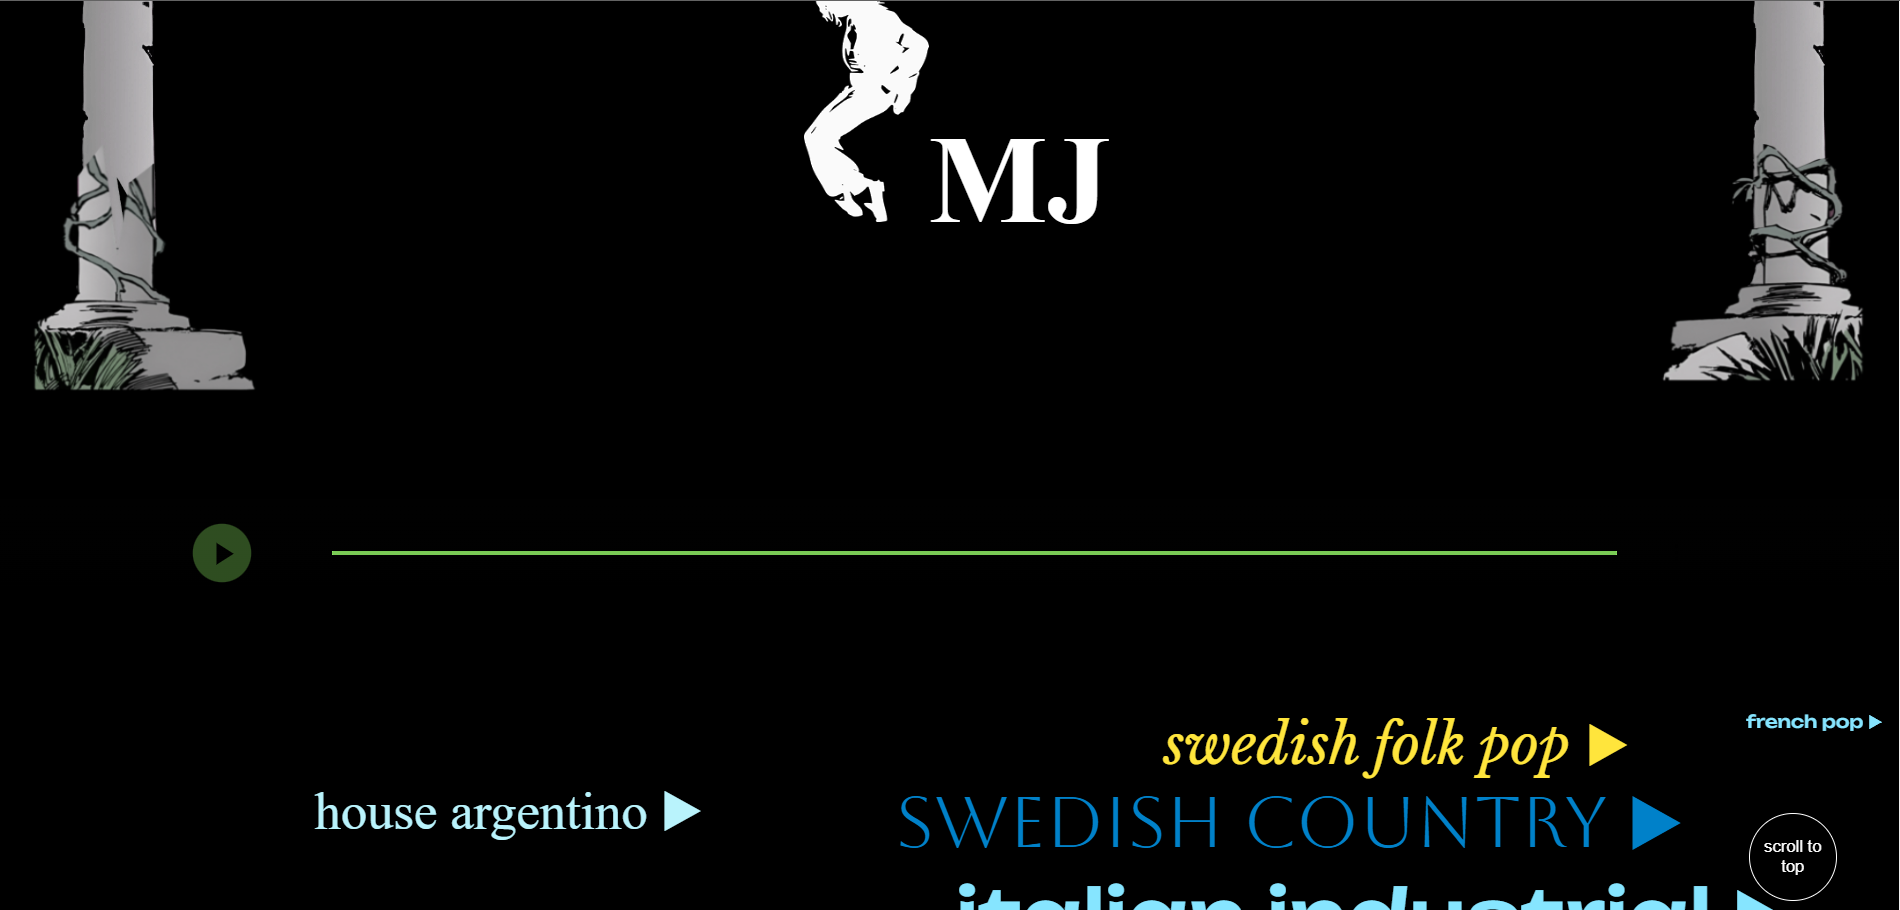 MJ
swedish folk pop
french pop
house argentino
SWEDISH COUNTRY
scroll to
top
italian industrial